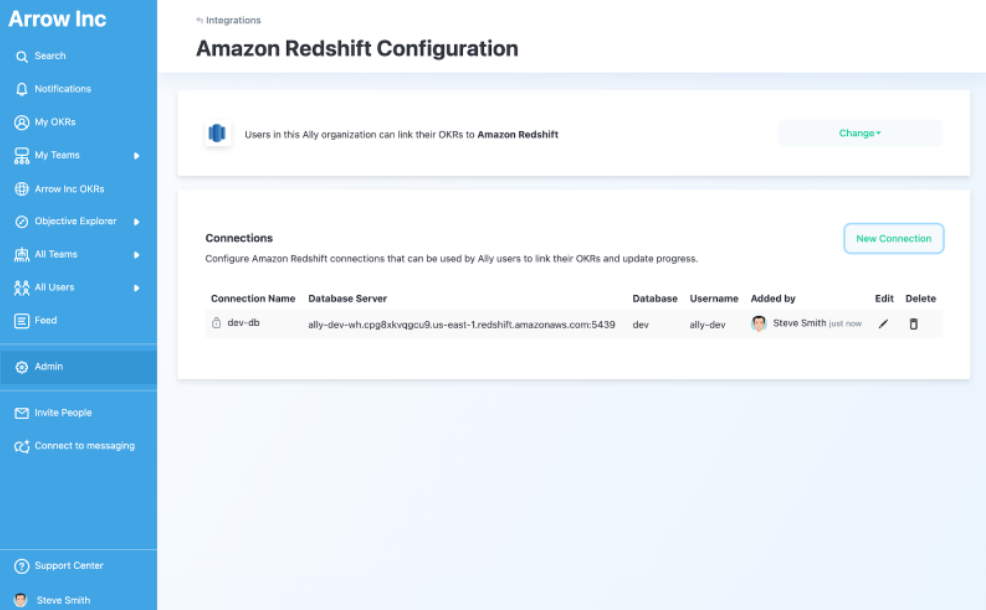 Arrow Inc
Search
Notifications
My OKRs
My Teams
Arrow Inc OKRs
Objective Explorer
All Teams
All Users
Feed
Admin
Invite People
Connect to messaging
Support Center
Steve Smith
Integrations
Amazon Redshift Configuration
Users in this Ally organization can link their OKRs to Amazon Redshift
Change
Connections
New Connection
Configure Amazon Redshift connections that can be used by Ally users to link their OKRs and update progress.
Connection Name Database Server Database Username Added by Edit Delete
dev-db ally-dev-wh.cpg8xkvqgcu9.us-east-1.redshift.amazonaws.com:5439 dev ally-dev Steve Smith just now